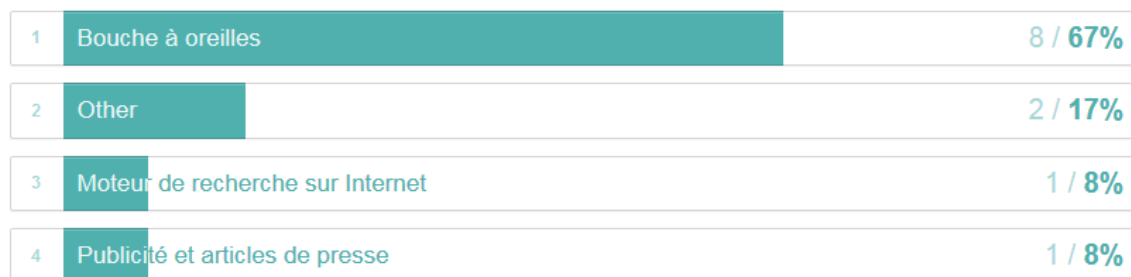 1 Bouche à oreilles 8 / 67%
2 Other 2 / 17%
3 Moteur de recherche sur Internet 1 / 8%
4 Publicité et articles de presse 1 / 8%